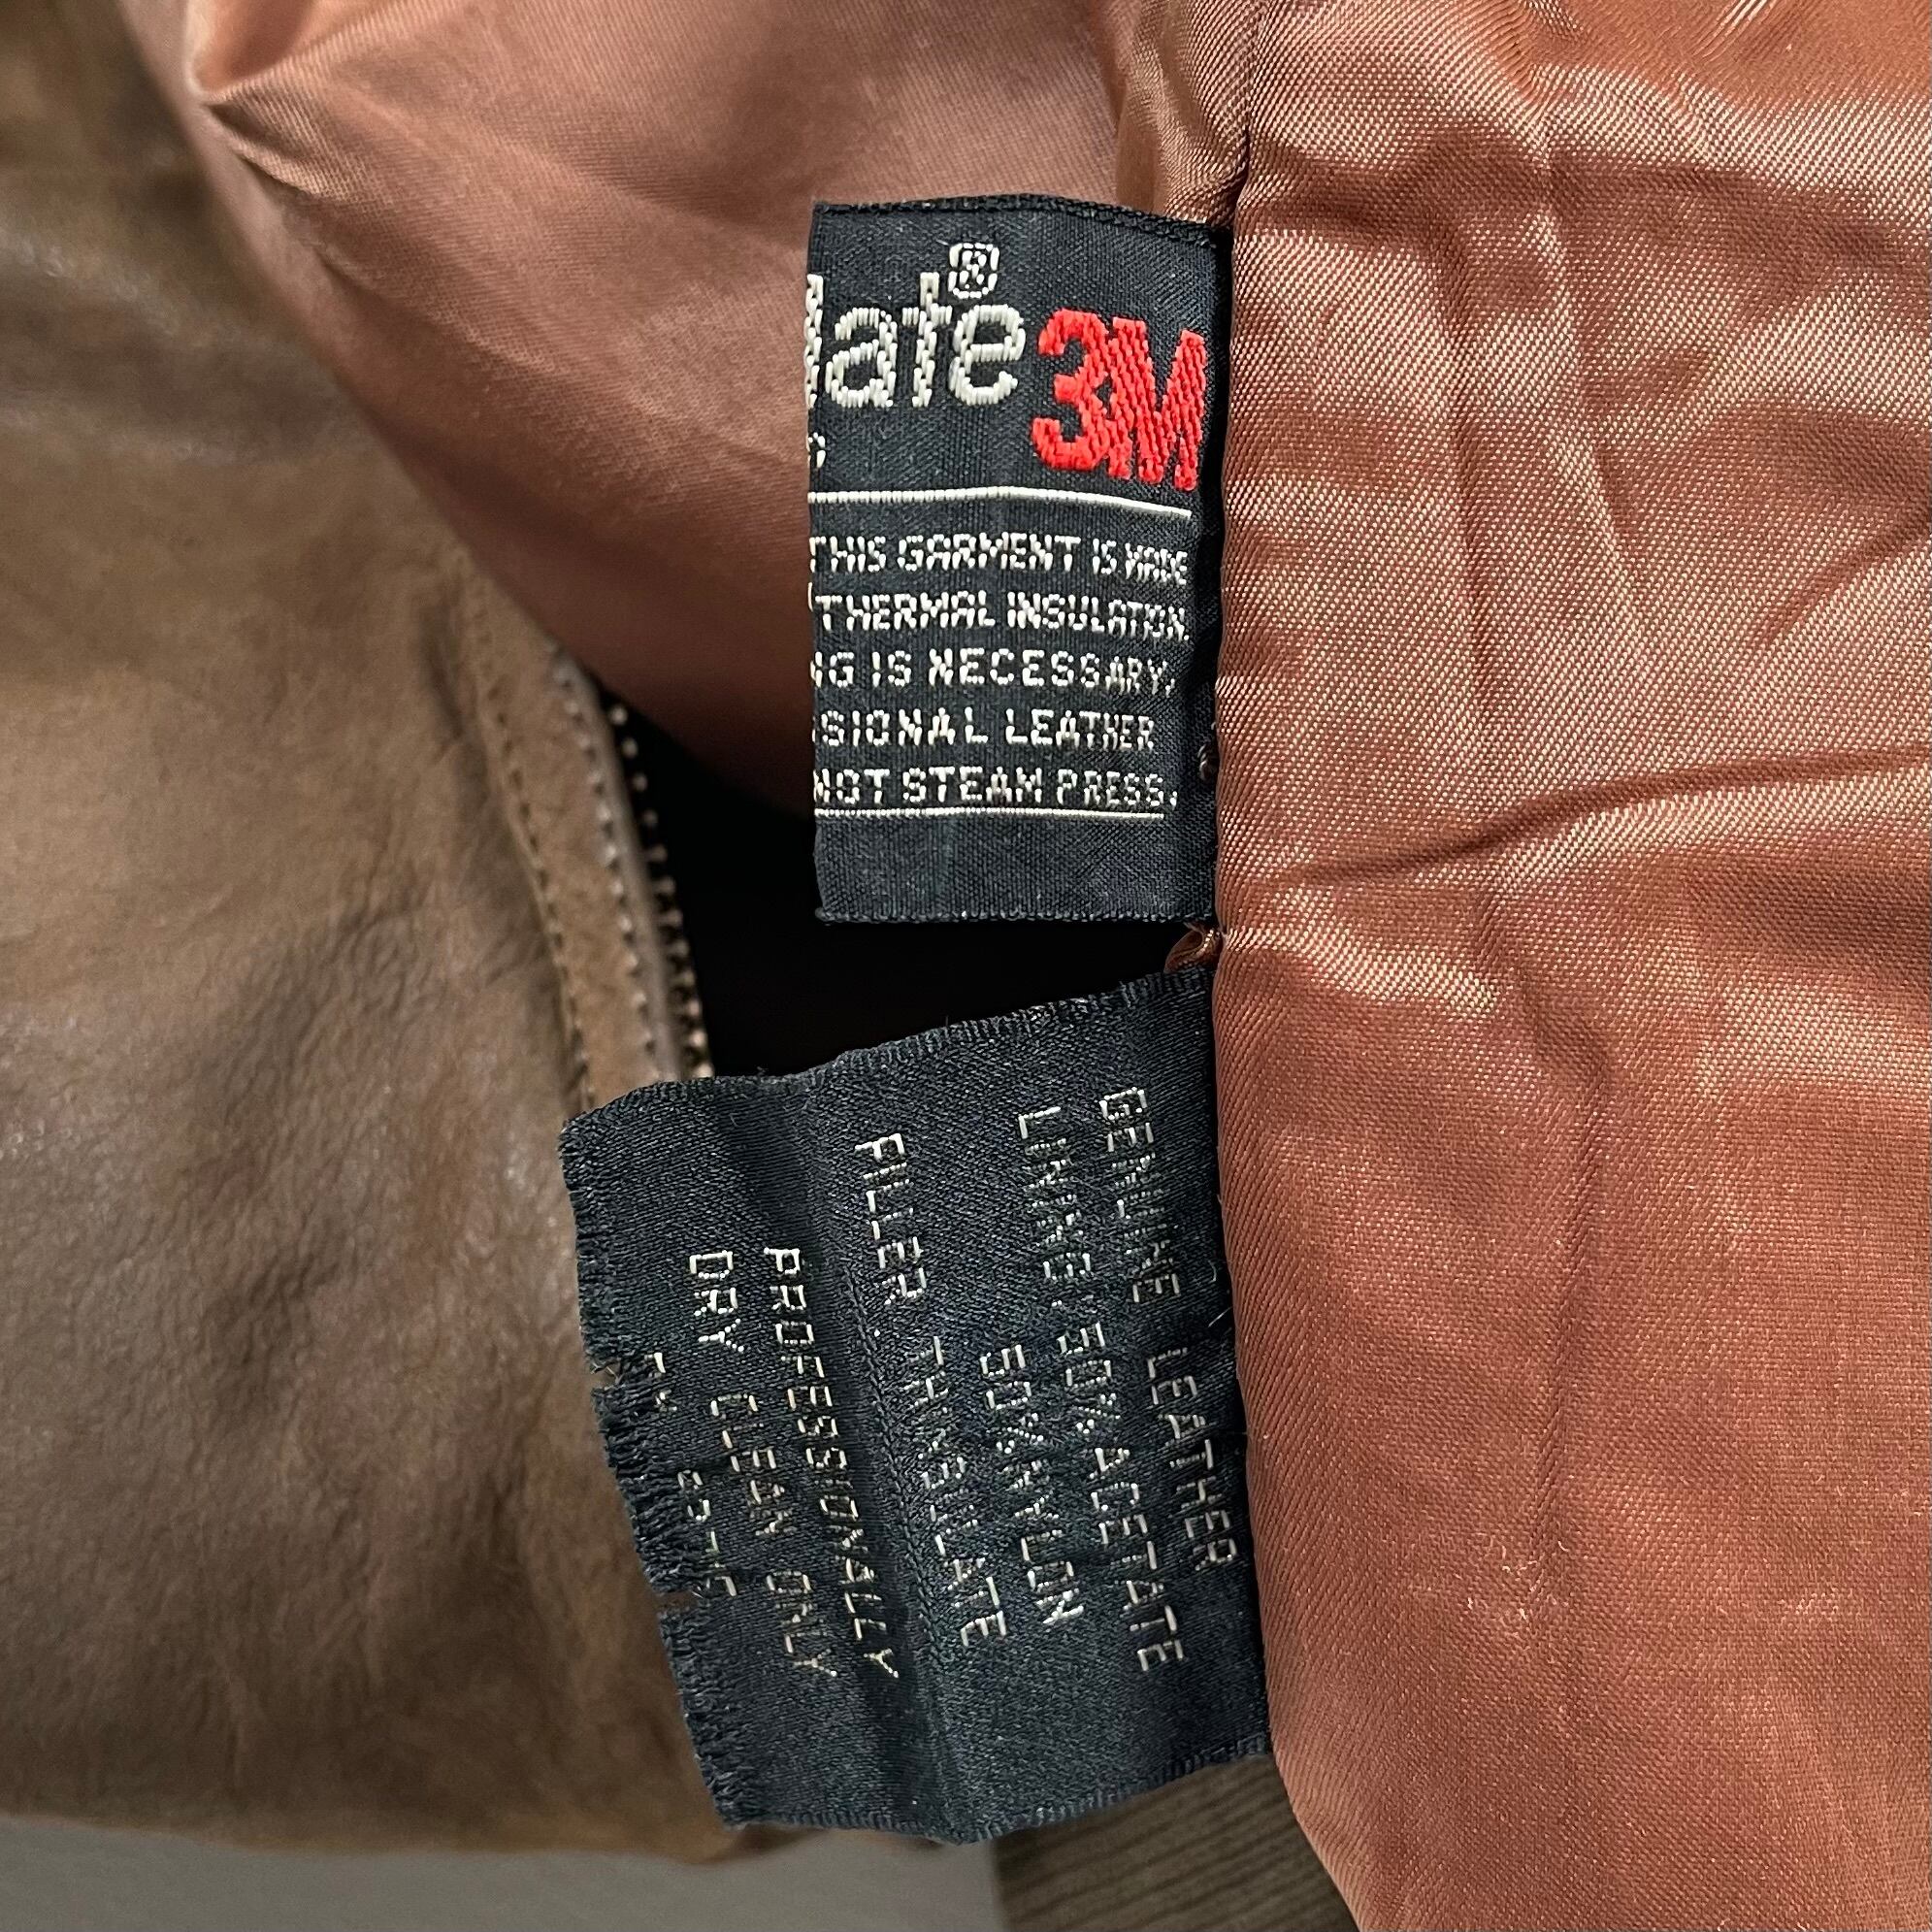 late® 3M
G
THIS GARMENT IS MADE
THERMAL INSULATION.
NG IS NECESSARY.
SIONAL LEATHER
NOT STEAM PRESS.
GENUINE LEATHER
LINING:50%ACETATE
50%NYLON
FILLER THINSULATE
PROFESSIONALLY
DRY CLEAN ONLY